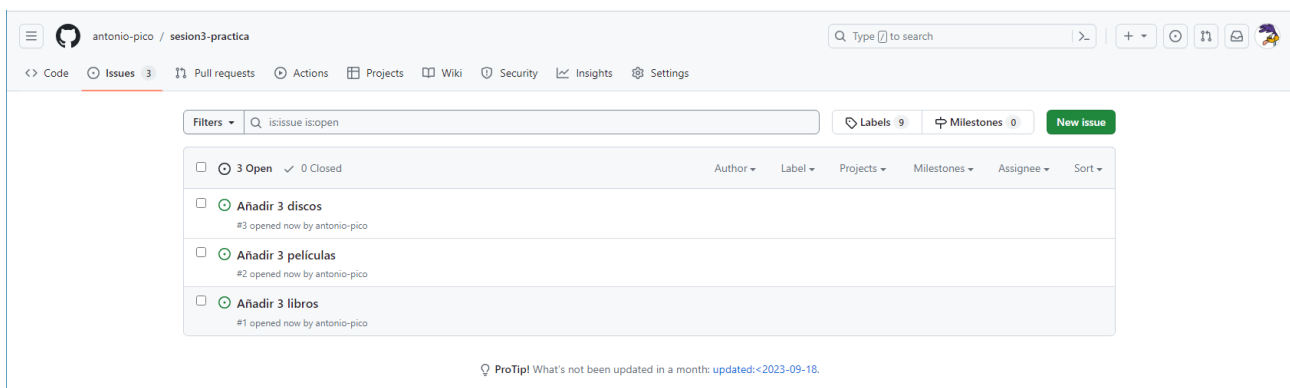 antonio-pico / sesion3-practica
Type / to search
Code Issues 3 Pull requests Actions Projects Wiki Security Insights Settings
Filters is:issue is:open Labels 9 Milestones 0 New issue
3 Open 0 Closed Author Label Projects Milestones Assignee Sort
Añadir 3 discos
#3 opened now by antonio-pico
Añadir 3 películas
#2 opened now by antonio-pico
Añadir 3 libros
#1 opened now by antonio-pico
ProTip! What's not been updated in a month: updated:<2023-09-18.